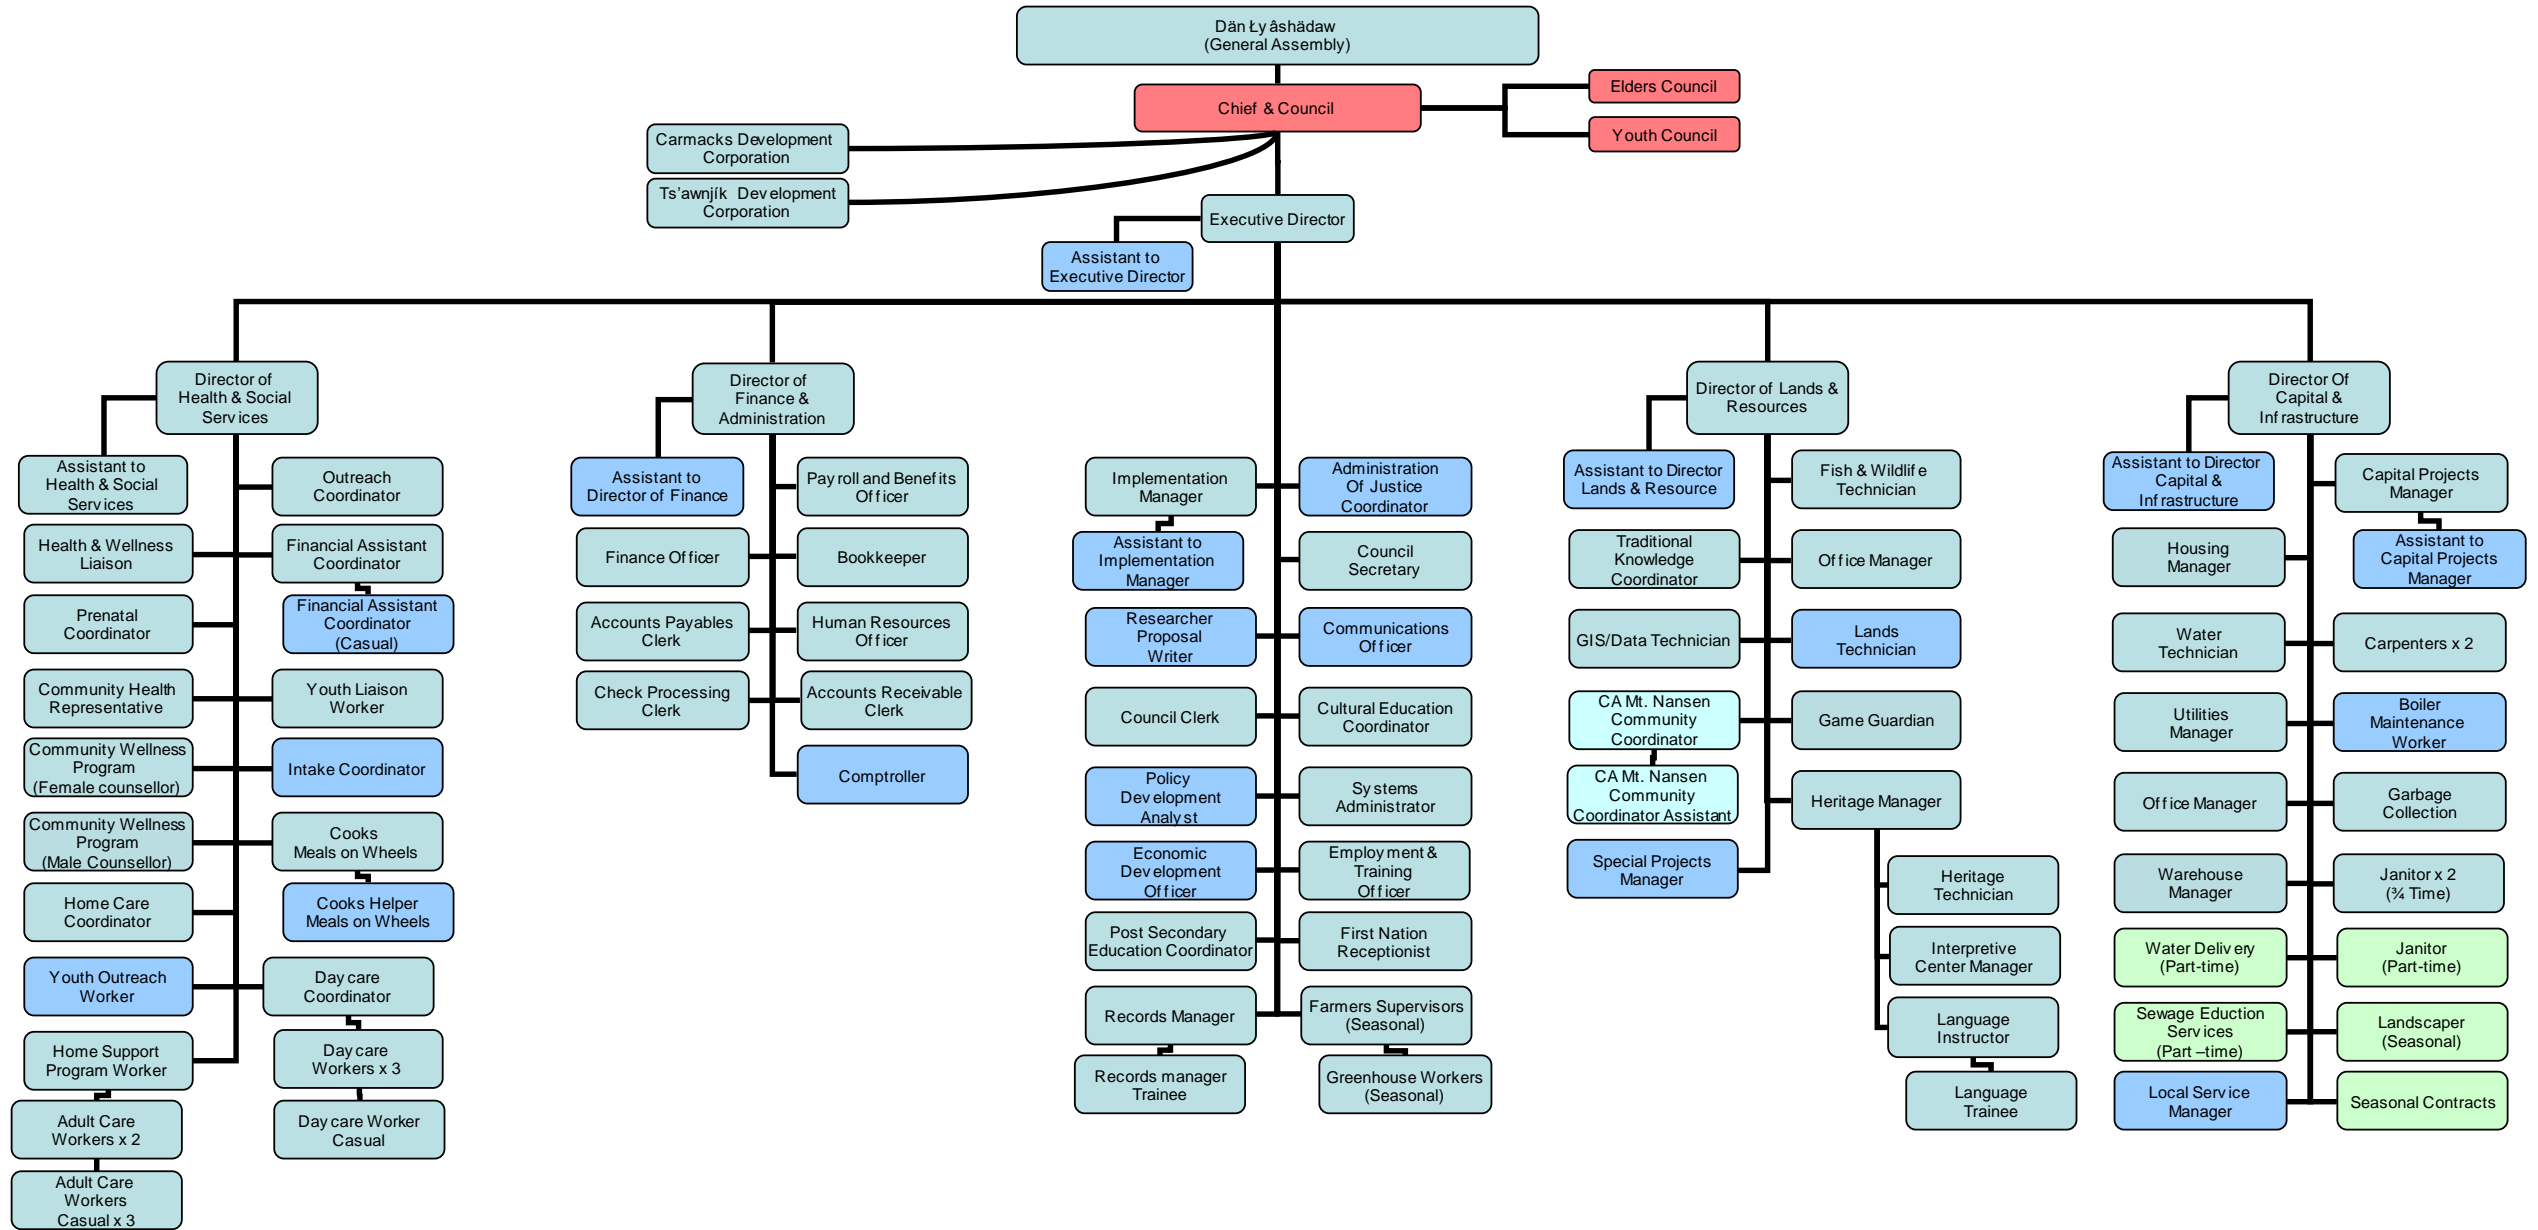 Dän Łyâshädaw
(General Assembly)
Chief & Council
Elders Council
Youth Council
Carmacks Development
Corporation
Ts'awnjík Development
Corporation
Executive Director
Assistant to
Executive Director
Director of
Health & Social
Services
Assistant to
Health & Social
Services
Outreach
Coordinator
Health & Wellness
Liaison
Financial Assistant
Coordinator
Financial Assistant
Coordinator
(Casual)
Prenatal
Coordinator
Community Health
Representative
Youth Liaison
Worker
Community Wellness
Program
(Female counsellor)
Intake Coordinator
Community Wellness
Program
(Male Counsellor)
Cooks
Meals on Wheels
Cooks Helper
Meals on Wheels
Home Care
Coordinator
Youth Outreach
Worker
Daycare
Coordinator
Daycare
Workers x 3
Daycare Worker
Casual
Home Support
Program Worker
Adult Care
Workers x 2
Adult Care
Workers
Casual x 3
Director of
Finance &
Administration
Assistant to
Director of Finance
Payroll and Benefits
Officer
Finance Officer
Bookkeeper
Accounts Payables
Clerk
Human Resources
Officer
Check Processing
Clerk
Accounts Receivable
Clerk
Comptroller
Implementation
Manager
Administration
Of Justice
Coordinator
Assistant to
Implementation
Manager
Council
Secretary
Researcher
Proposal
Writer
Communications
Officer
Council Clerk
Cultural Education
Coordinator
Policy
Development
Analyst
Systems
Administrator
Economic
Development
Officer
Employment &
Training
Officer
Post Secondary
Education Coordinator
First Nation
Receptionist
Records Manager
Farmers Supervisors
(Seasonal)
Records manager
Trainee
Greenhouse Workers
(Seasonal)
Director of Lands &
Resources
Assistant to Director
Lands & Resource
Fish & Wildlife
Technician
Traditional
Knowledge
Coordinator
Office Manager
GIS/Data Technician
Lands
Technician
CA Mt. Nansen
Community
Coordinator
Game Guardian
CA Mt. Nansen
Community
Coordinator Assistant
Heritage Manager
Special Projects
Manager
Heritage
Technician
Interpretive
Center Manager
Language
Instructor
Language
Trainee
Director Of
Capital &
Infrastructure
Assistant to Director
Capital &
Infrastructure
Capital Projects
Manager
Assistant to
Capital Projects
Manager
Housing
Manager
Water
Technician
Carpenters x 2
Utilities
Manager
Boiler
Maintenance
Worker
Office Manager
Garbage
Collection
Warehouse
Manager
Janitor x 2
(¾ Time)
Water Delivery
(Part-time)
Janitor
(Part-time)
Sewage Eduction
Services
(Part –time)
Landscaper
(Seasonal)
Local Service
Manager
Seasonal Contracts